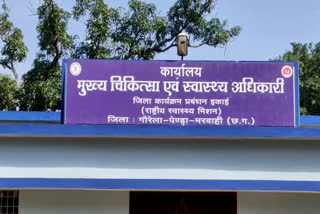 कार्यालय
मुख्य चिकित्सा एवं स्वास्थ्य अधिकारी
जिला कार्यक्रम प्रबंधन इकाई
(राष्ट्रीय स्वास्थ्य मिशन)
जिला : गौरेला-पेण्ड्रा-मरवाही (छ.ग.)